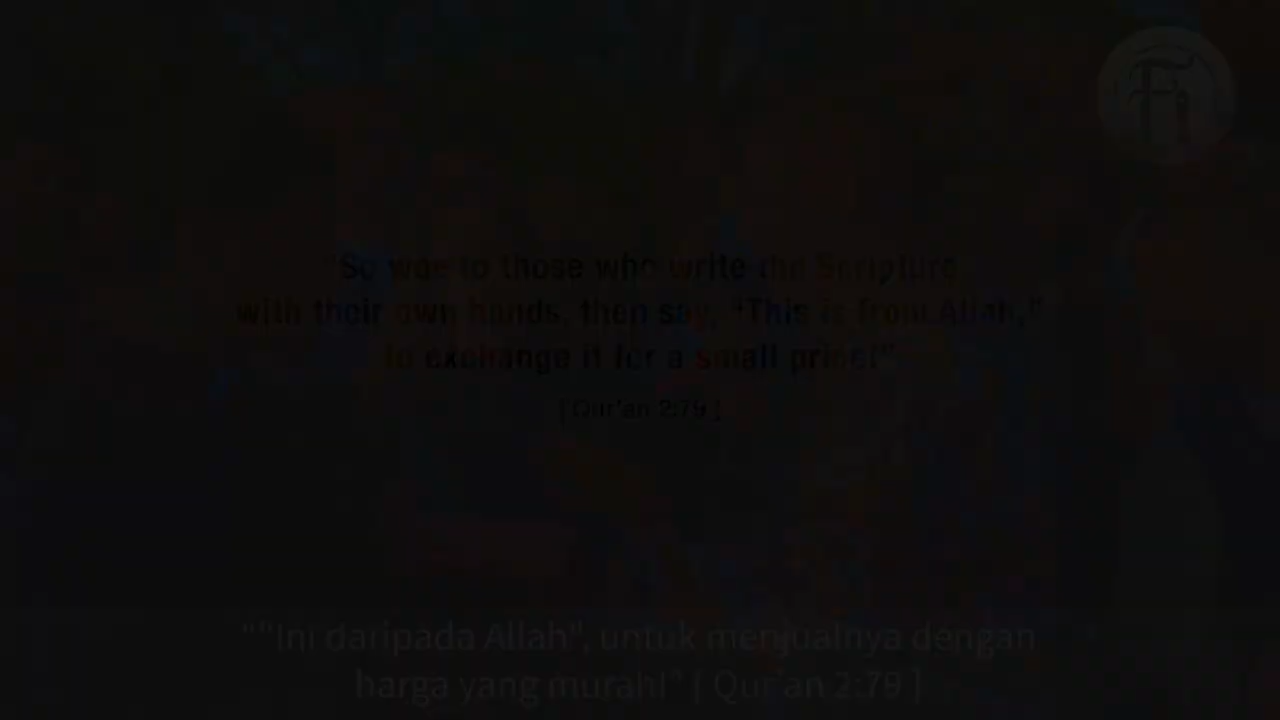 Fi
"So woe to those who write the Scripture
with their own hands, then say, "This is from Allah,"
to exchange it for a small price!"
[ Qur'an 2:79 ]
""Ini daripada Allah", untuk menjualnya dengan
harga yang murah!" [ Qur'an 2:79 ]